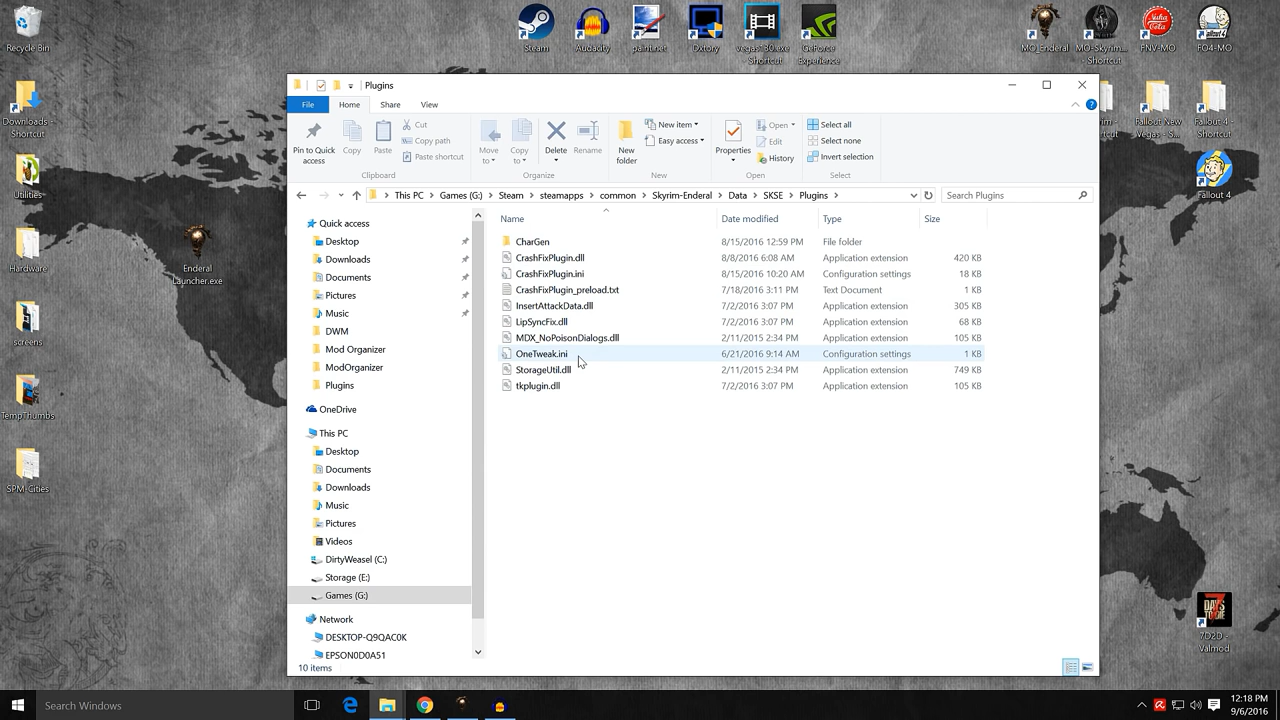 Recycle Bin
Steam
Audacity
paint.net
Dxtory
vegas130.exe
- Shortcut
GeForce
Experience
MO_Enderal
MO-Skyrim-...
- Shortcut
FNV-MO
FO4-MO
Downloads -
Shortcut
Utilities
Hardware
screens
TempThumbs
SPM-Cities
Enderal
Launcher.exe
Fallout New
Vegas - S...
Fallout 4 -
Shortcut
Fallout 4
7D2D -
Valmod
Plugins
File
Home
Share
View
Pin to Quick
access
Copy
Paste
Cut
Copy path
Paste shortcut
Clipboard
Move
to
Copy
to
Delete
Rename
Organize
New
folder
New item
Easy access
New
Properties
Open
Edit
History
Open
Select all
Select none
Invert selection
Select
This PC
Games (G:)
Steam
steamapps
common
Skyrim-Enderal
Data
SKSE
Plugins
Search Plugins
Quick access
Desktop
Downloads
Documents
Pictures
Music
DWM
Mod Organizer
ModOrganizer
Plugins
OneDrive
This PC
Desktop
Documents
Downloads
Music
Pictures
Videos
DirtyWeasel (C:)
Storage (E:)
Games (G:)
Network
DESKTOP-Q9QAC0K
EPSON0D0A51
Name Date modified Type Size
CharGen 8/15/2016 12:59 PM File folder
CrashFixPlugin.dll 8/8/2016 6:08 AM Application extension 420 KB
CrashFixPlugin.ini 8/15/2016 10:20 AM Configuration settings 18 KB
CrashFixPlugin_preload.txt 7/18/2016 3:11 PM Text Document 1 KB
InsertAttackData.dll 7/2/2016 3:07 PM Application extension 305 KB
LipSyncFix.dll 7/2/2016 3:07 PM Application extension 68 KB
MDX_NoPoisonDialogs.dll 2/11/2015 2:34 PM Application extension 105 KB
OneTweak.ini 6/21/2016 9:14 AM Configuration settings 1 KB
StorageUtil.dll 2/11/2015 2:34 PM Application extension 749 KB
tkplugin.dll 7/2/2016 3:07 PM Application extension 105 KB
10 items
Search Windows
12:18 PM
9/6/2016